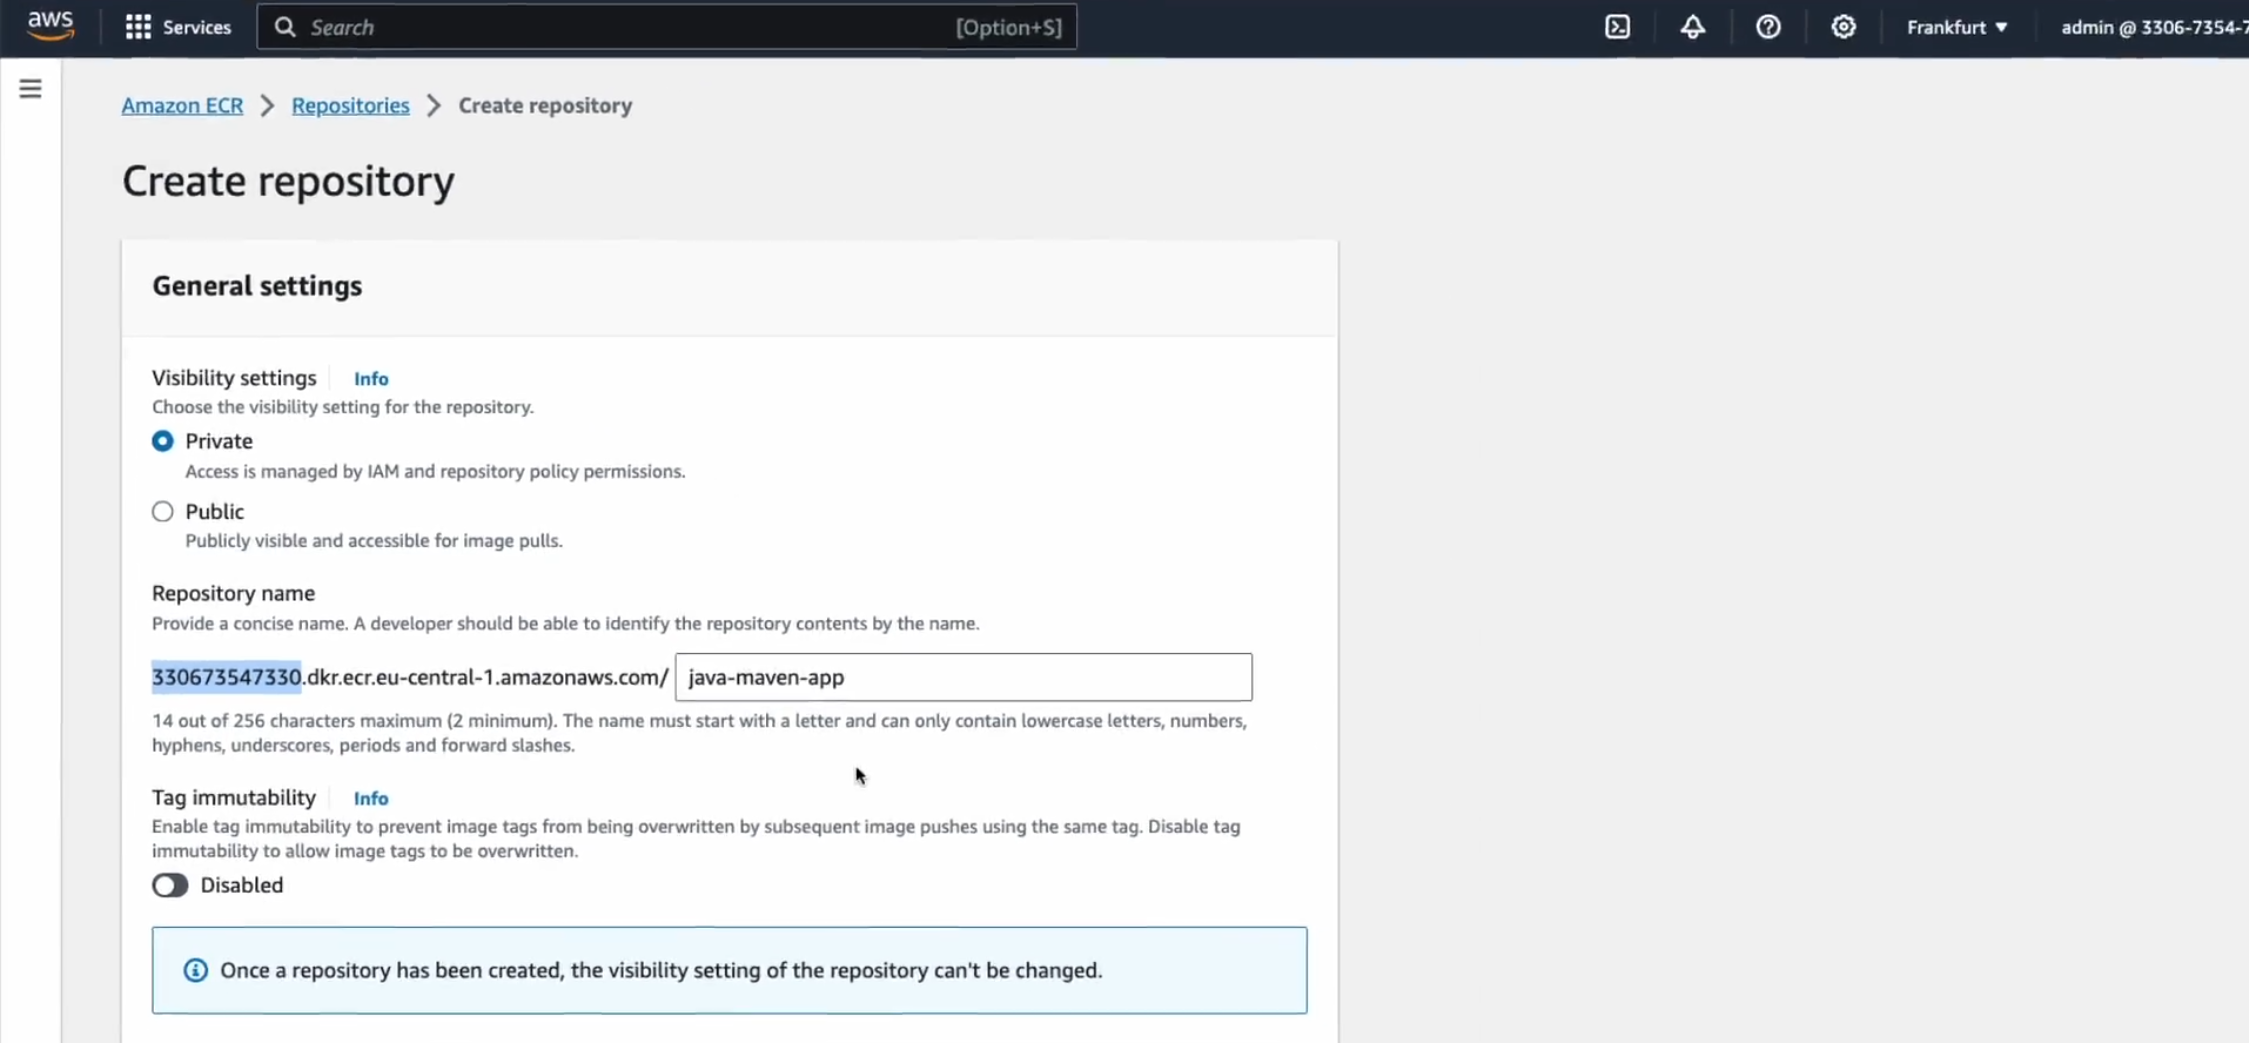 aws
Services
Search
[Option+S]
Frankfurt
admin @ 3306-7354-7
Amazon ECR
Repositories
Create repository
Create repository
General settings
Visibility settings
Info
Choose the visibility setting for the repository.
Private
Access is managed by IAM and repository policy permissions.
Public
Publicly visible and accessible for image pulls.
Repository name
Provide a concise name. A developer should be able to identify the repository contents by the name.
330673547330.dkr.ecr.eu-central-1.amazonaws.com/
java-maven-app
14 out of 256 characters maximum (2 minimum). The name must start with a letter and can only contain lowercase letters, numbers,
hyphens, underscores, periods and forward slashes.
Tag immutability
Info
Enable tag immutability to prevent image tags from being overwritten by subsequent image pushes using the same tag. Disable tag
immutability to allow image tags to be overwritten.
Disabled
Once a repository has been created, the visibility setting of the repository can't be changed.